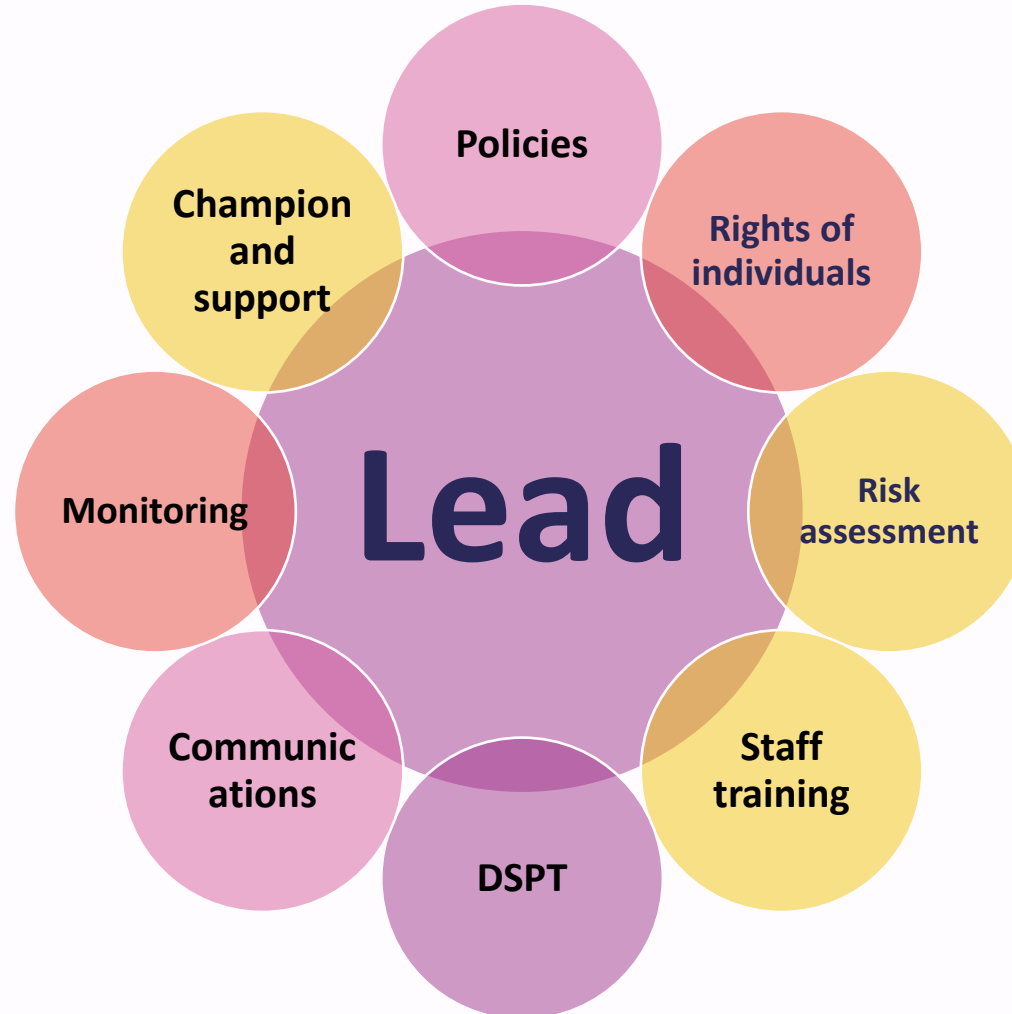 Policies
Champion
and
support
Rights of
individuals
Monitoring
Lead
Risk
assessment
Communic
ations
Staff
training
DSPT